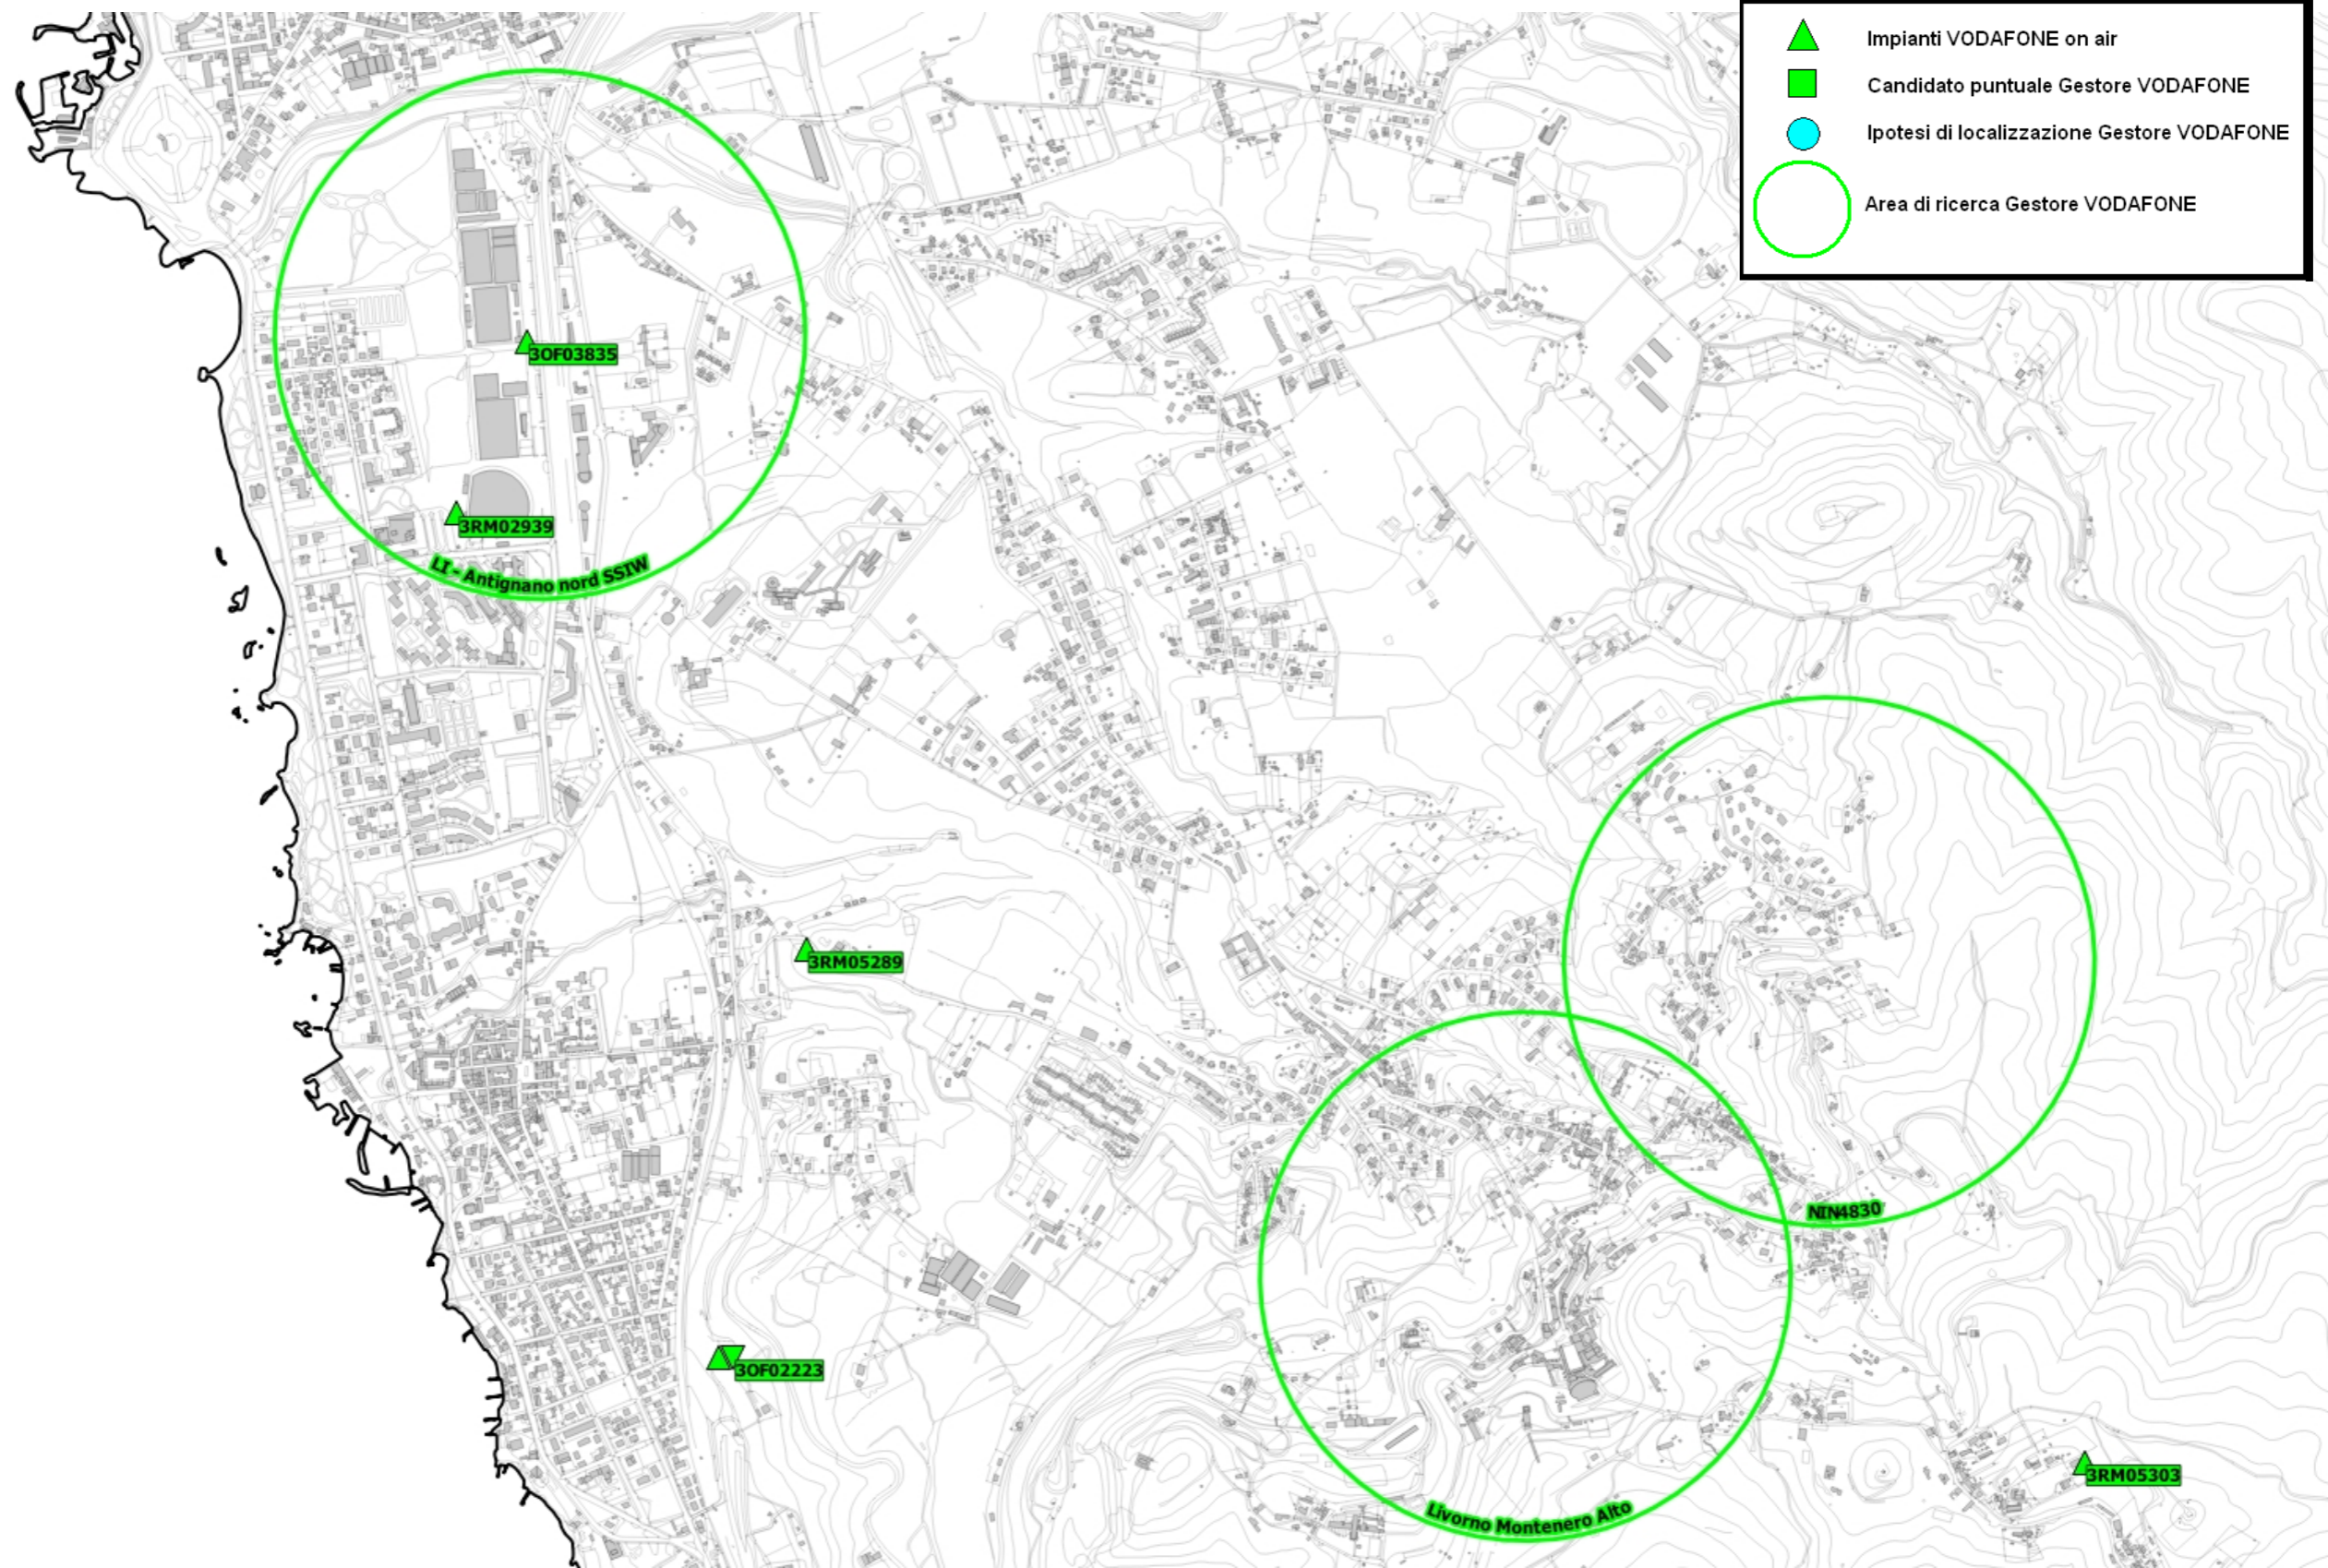 Impianti VODAFONE on air
Candidato puntuale Gestore VODAFONE
Ipotesi di localizzazione Gestore VODAFONE
Area di ricerca Gestore VODAFONE
3OF03835
3RM02939
LI - Antignano nord SSIW
3RM05289
NIN4830
3OF02223
3RM05303
Livorno Montenero Alto